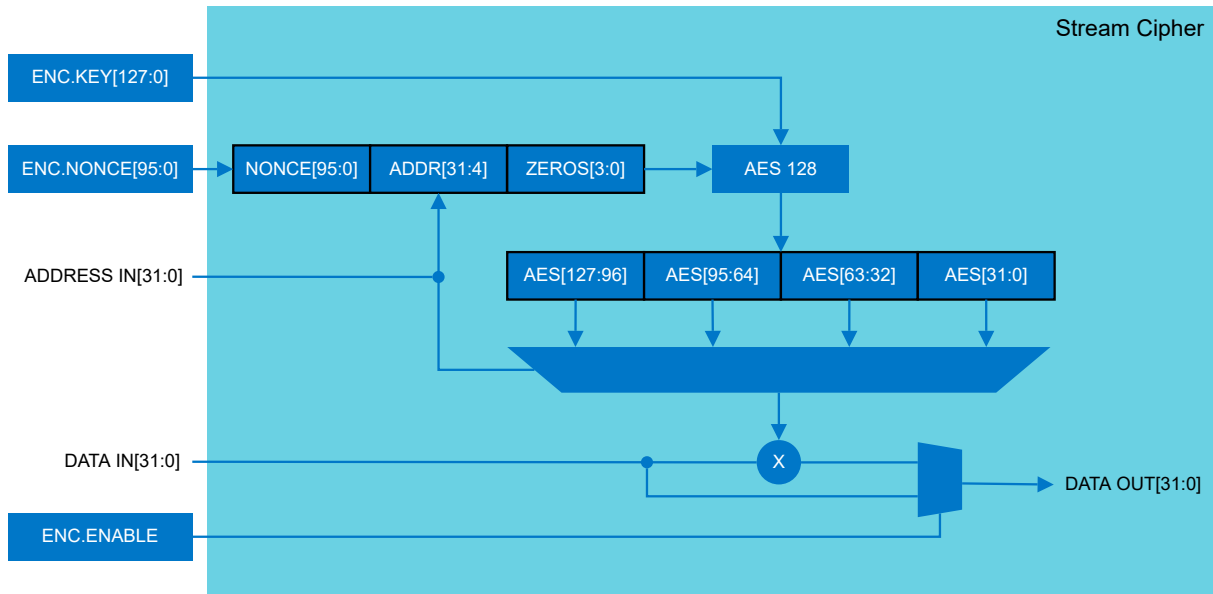 Stream Cipher
ENC.KEY[127:0]
ENC.NONCE[95:0]
NONCE[95:0]
ADDR[31:4]
ZEROS[3:0]
AES 128
ADDRESS IN[31:0]
AES[127:96]
AES[95:64]
AES[63:32]
AES[31:0]
DATA IN[31:0]
X
DATA OUT[31:0]
ENC.ENABLE